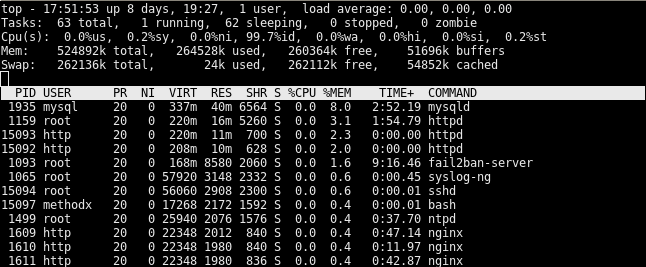 top - 17:51:53 up 8 days, 19:27,  1 user,  load average: 0.00, 0.00, 0.00
Tasks:  63 total,   1 running,  62 sleeping,   0 stopped,   0 zombie
Cpu(s):  0.0%us,  0.2%sy,  0.0%ni, 99.7%id,  0.0%wa,  0.0%hi,  0.0%si,  0.2%st
Mem:    524892k total,   264528k used,   260364k free,    51696k buffers
Swap:   262136k total,       24k used,   262112k free,    54852k cached
  PID USER      PR  NI  VIRT  RES  SHR S %CPU %MEM    TIME+  COMMAND
 1935 mysql     20   0  337m  40m 6564 S  0.0  8.0   2:52.19 mysqld
 1159 root      20   0  220m  16m 5260 S  0.0  3.1   1:54.79 httpd
15093 http      20   0  220m  11m  700 S  0.0  2.3   0:00.00 httpd
15092 http      20   0  208m  10m  628 S  0.0  2.0   0:00.00 httpd
 1093 root      20   0  168m 8580 2060 S  0.0  1.6   9:16.46 fail2ban-server
 1065 root      20   0 57920 3148 2332 S  0.0  0.6   0:00.45 syslog-ng
15094 root      20   0 56060 2908 2300 S  0.0  0.6   0:00.01 sshd
15097 methodx   20   0 17268 2172 1592 S  0.0  0.4   0:00.01 bash
 1499 root      20   0 25940 2076 1576 S  0.0  0.4   0:37.70 ntpd
 1609 http      20   0 22348 2012  840 S  0.0  0.4   0:47.14 nginx
 1610 http      20   0 22348 1980  840 S  0.0  0.4   0:11.97 nginx
 1611 http      20   0 22348 1980  836 S  0.0  0.4   0:42.87 nginx